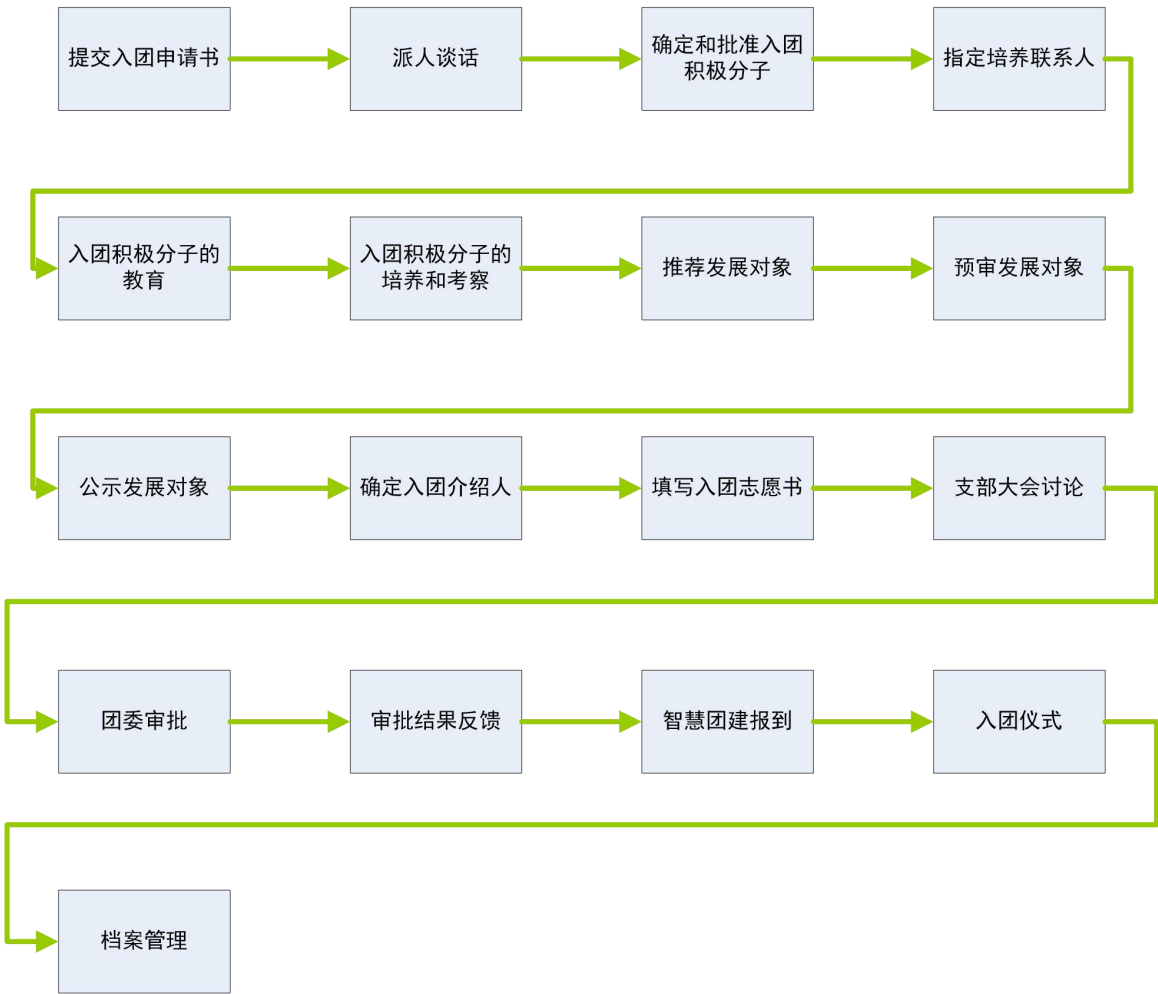 提交入团申请书
派人谈话
确定和批准入团
积极分子
指定培养联系人
入团积极分子的
教育
入团积极分子的
培养和考察
推荐发展对象
预审发展对象
公示发展对象
确定入团介绍人
填写入团志愿书
支部大会讨论
团委审批
审批结果反馈
智慧团建报到
入团仪式
档案管理